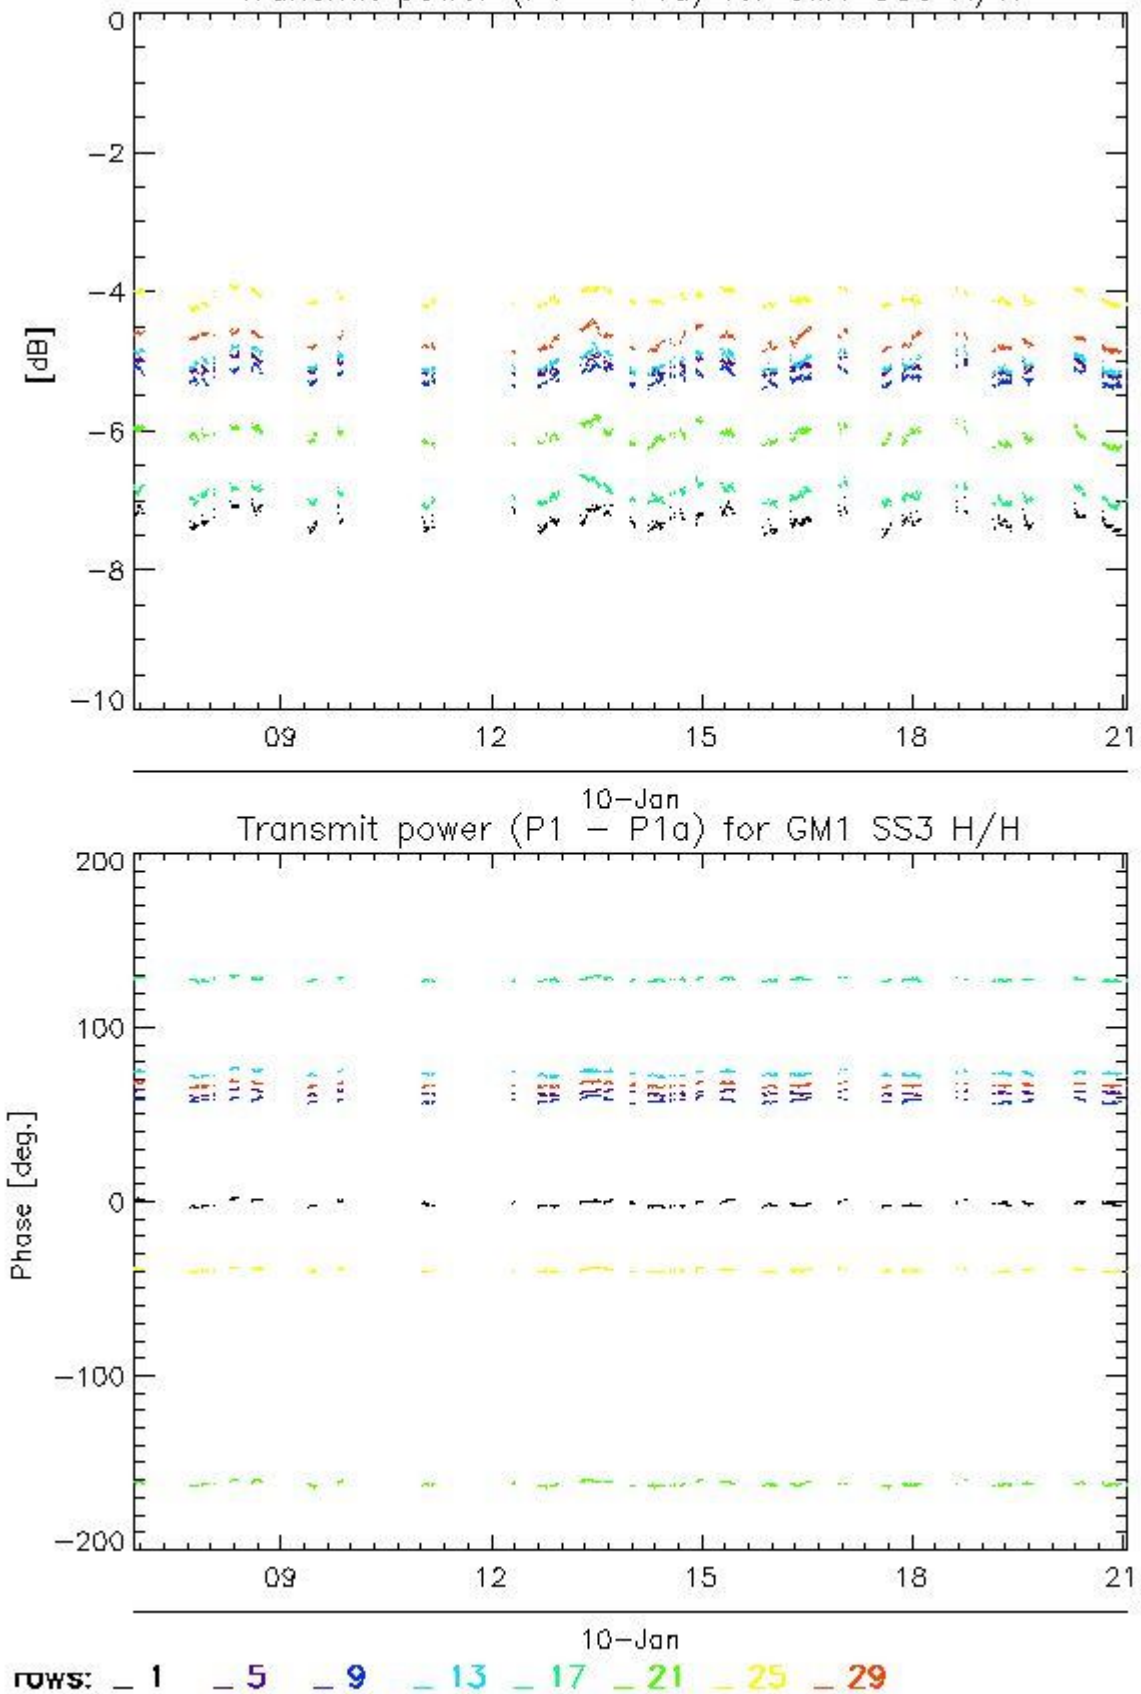 0
−2
−4
[dB]
−6
−8
−10
09 12 15 18 21
10-Jan
Transmit power (P1 − P1a) for GM1 SS3 H/H
200
100
0
Phase [deg.]
−100
−200
09 12 15 18 21
10-Jan
rows: _ 1 _ 5 _ 9 _ 13 _ 17 _ 21 _ 25 _ 29